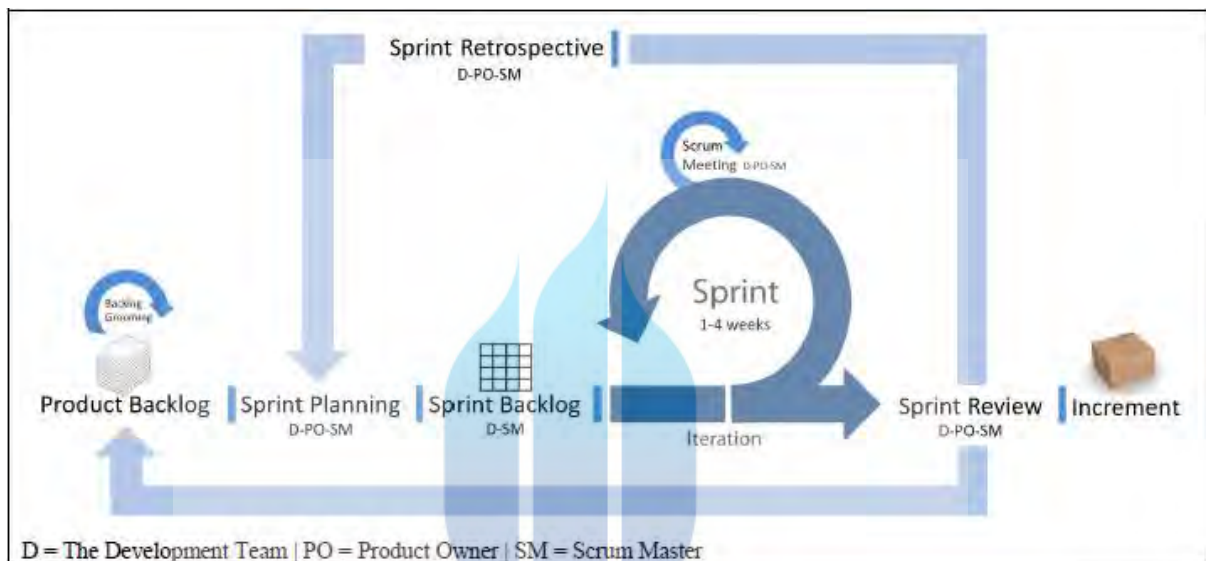 Sprint Retrospective
D-PO-SM
Scrum
Meeting D-PO-SM
Sprint
1-4 weeks
Backlog
Grooming
Product Backlog
Sprint Planning
D-PO-SM
Sprint Backlog
D-SM
Iteration
Sprint Review
D-PO-SM
Increment
D = The Development Team | PO = Product Owner | SM = Scrum Master